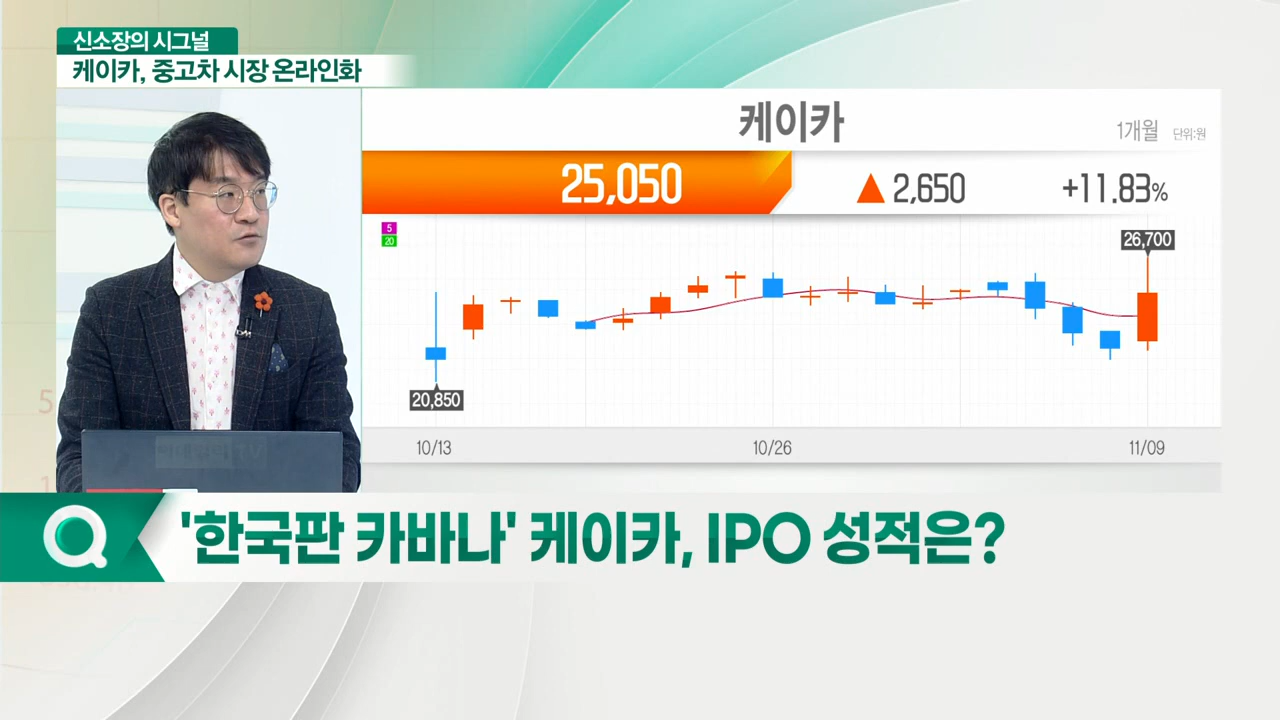 신소장의 시그널
케이카, 중고차 시장 온라인화
케이카
1개월 단위:원
25,050 ▲ 2,650 +11.83%
5
20
26,700
20,850
10/13 10/26 11/09
'한국판 카바나' 케이카, IPO 성적은?